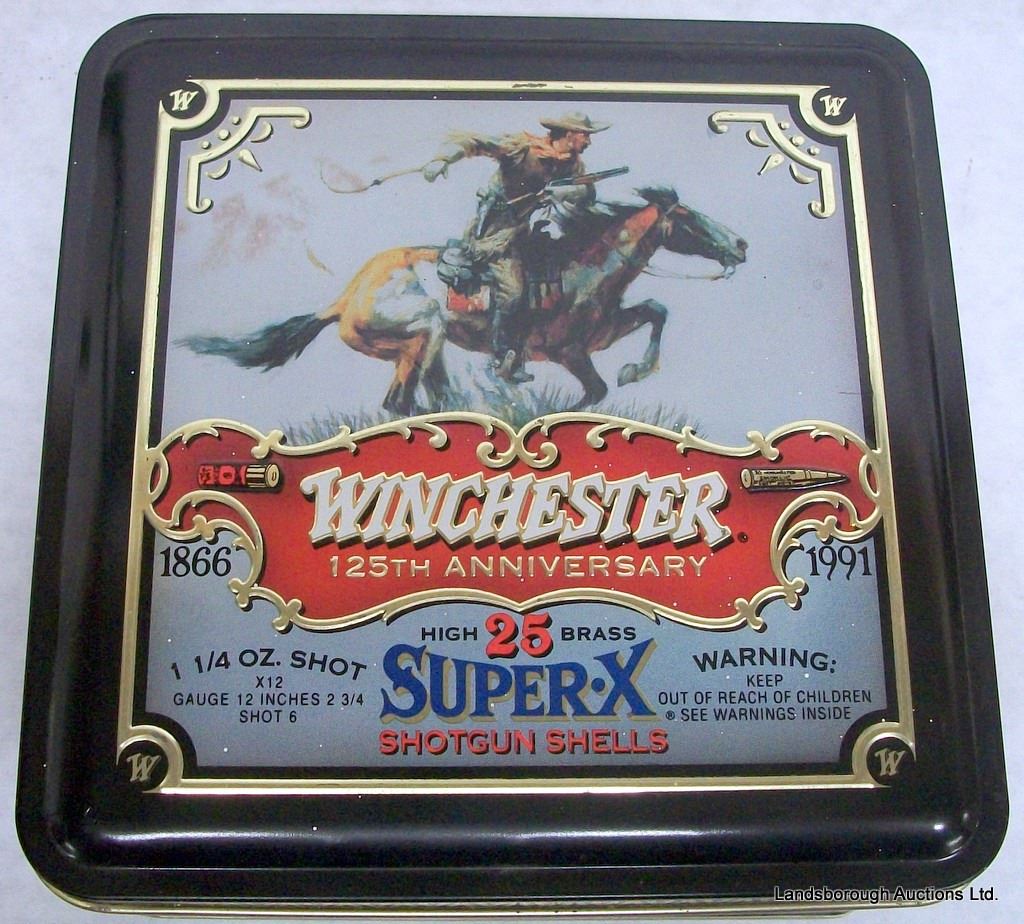 W
W
WINCHESTER
125TH ANNIVERSARY
1866
1991
HIGH 25 BRASS
SUPER·X
SHOTGUN SHELLS
1 1/4 OZ. SHOT
X12
GAUGE 12 INCHES 2 3/4
SHOT 6
WARNING:
KEEP
OUT OF REACH OF CHILDREN
® SEE WARNINGS INSIDE
W
W
Landsborough Auctions Ltd.